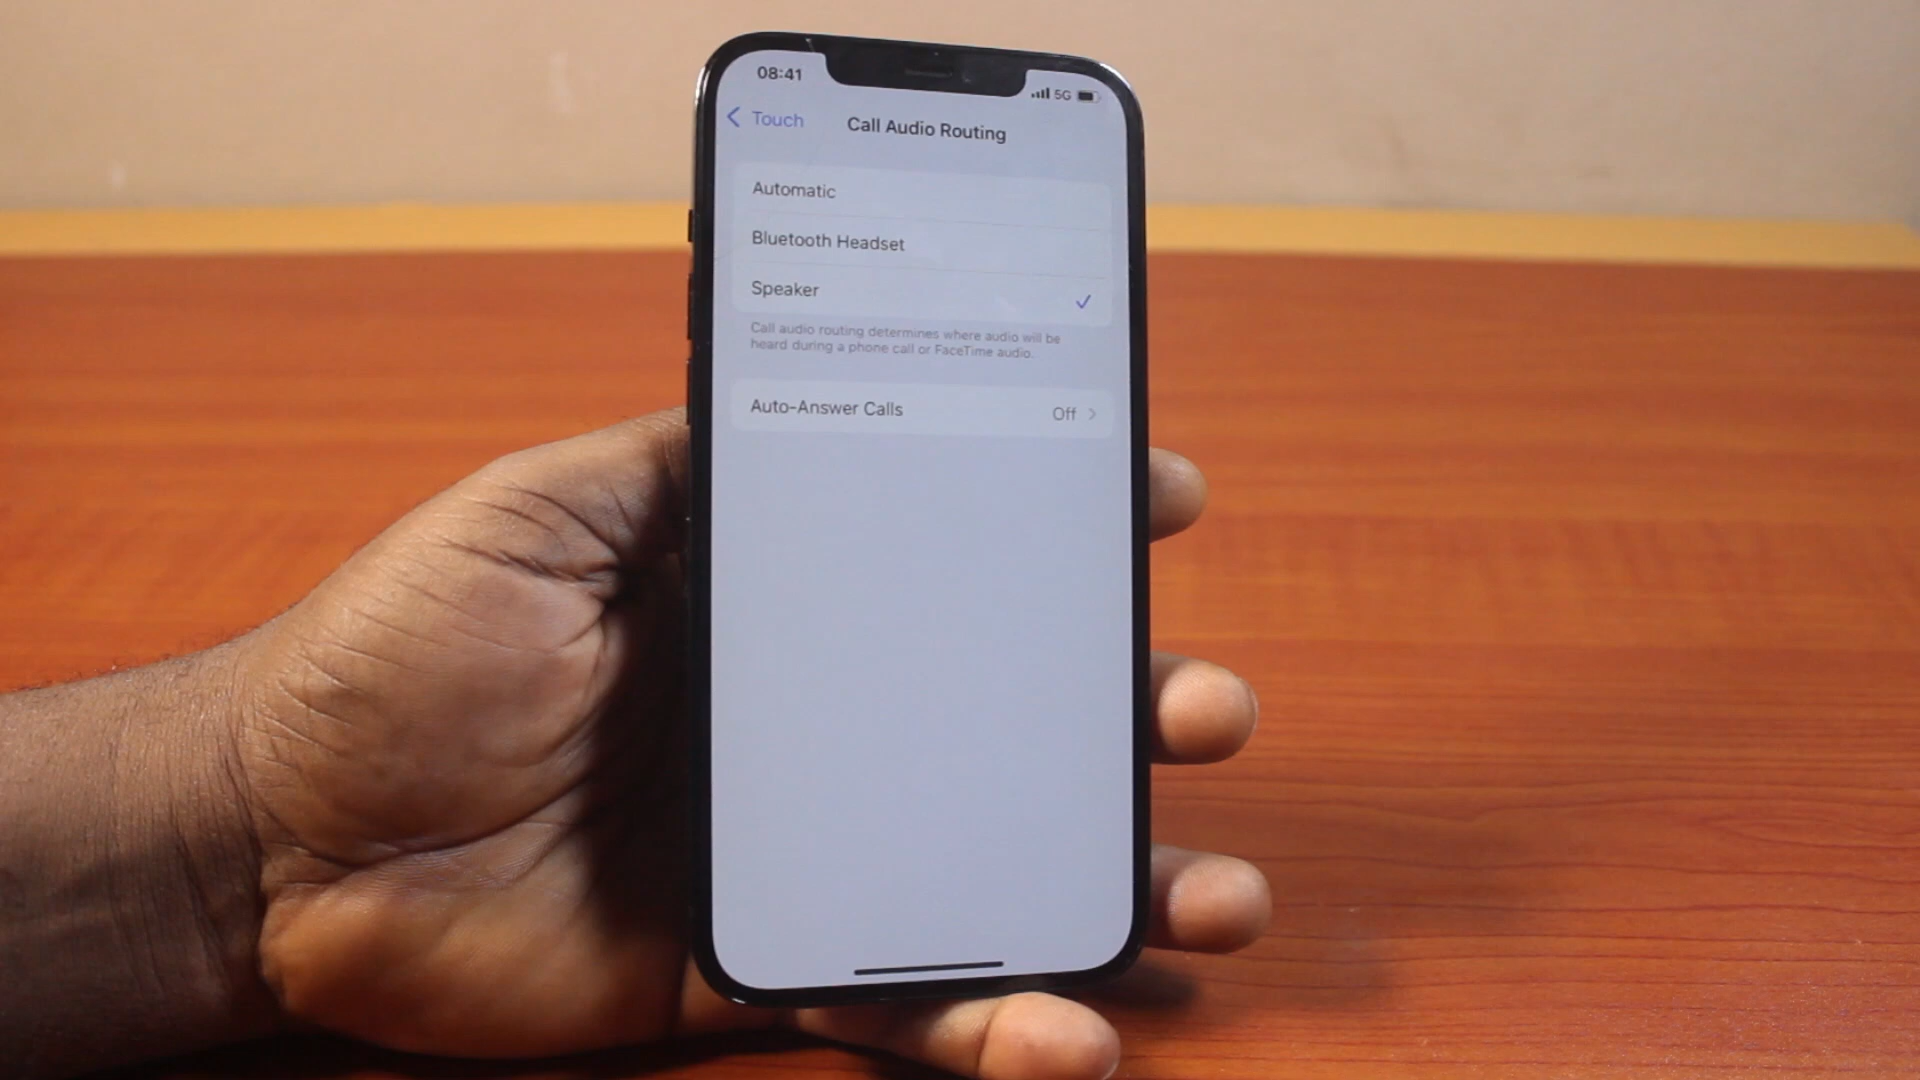 08:41
5G
Touch
Call Audio Routing
Automatic
Bluetooth Headset
Speaker
Call audio routing determines where audio will be
heard during a phone call or FaceTime audio.
Auto-Answer Calls Off